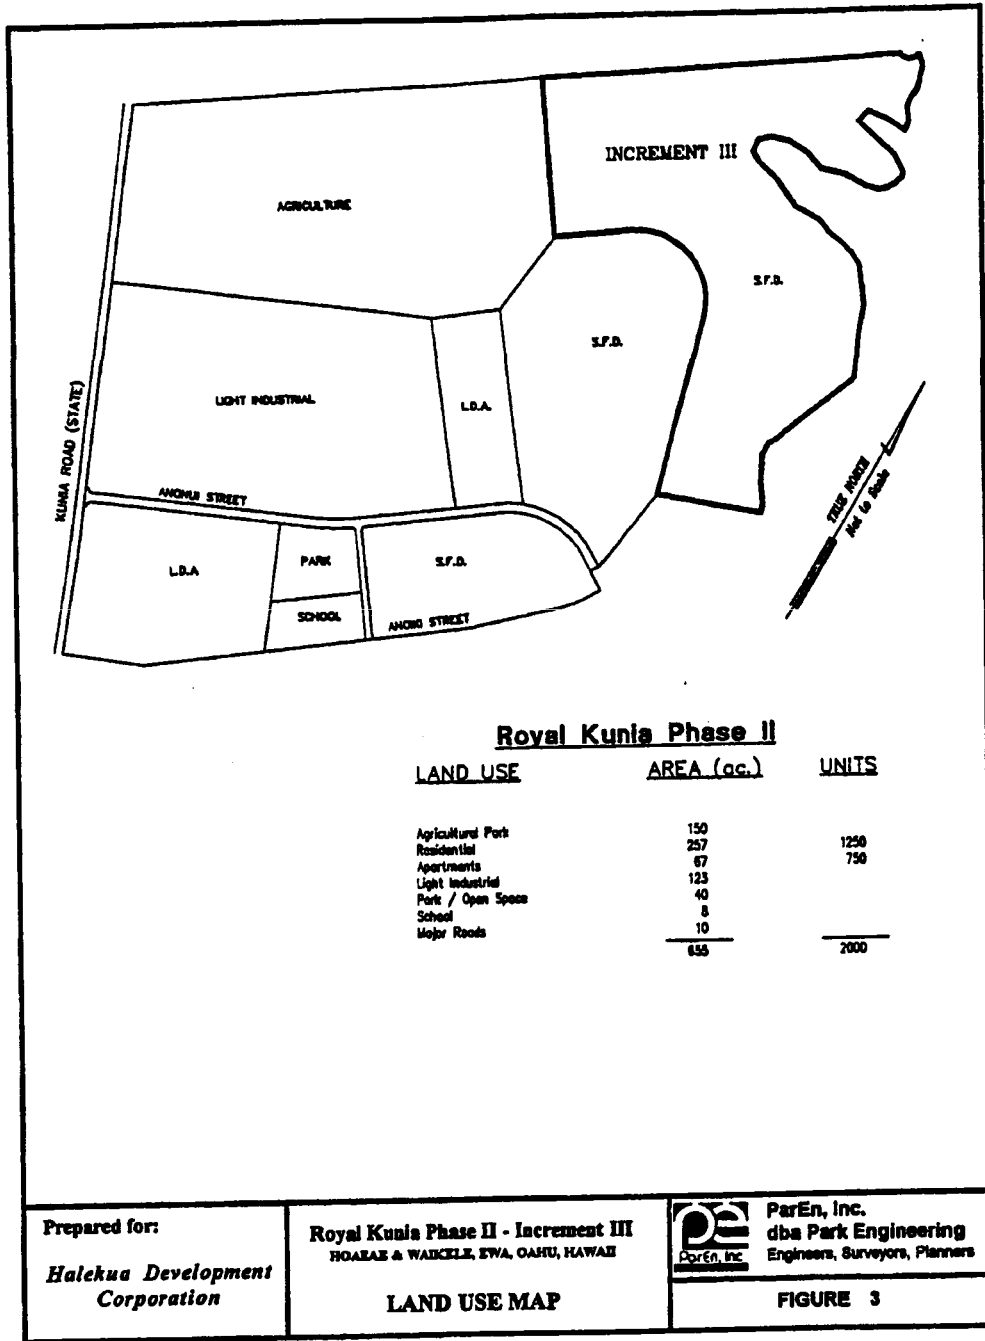 INCREMENT III
AGRICULTURE
S.F.D.
S.F.D.
LIGHT INDUSTRIAL
L.D.A.
KUNIA ROAD (STATE)
ANONUI STREET
TRUE NORTH
Not to Scale
L.D.A
PARK
S.F.D.
SCHOOL
STREET
Royal Kunia Phase II
LAND USE AREA (ac.) UNITS
Agricultural Park 150
Residential 257 1250
Apartments 67 750
Light Industrial 123
Park / Open Space 40
School 8
Major Roads 10
655 2000
Prepared for:
Halekua Development
Corporation
Royal Kunia Phase II - Increment III
HOAEAE & WAIKELE, EWA, OAHU, HAWAII
LAND USE MAP
ParEn, Inc
ParEn, Inc.
dba Park Engineering
Engineers, Surveyors, Planners
FIGURE 3